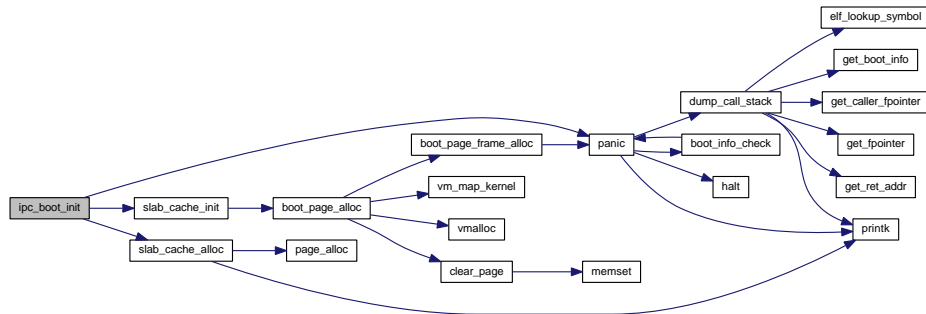 elf_lookup_symbol
get_boot_info
dump_call_stack
get_caller_fpointer
boot_page_frame_alloc
panic
boot_info_check
get_fpointer
vm_map_kernel
halt
get_ret_addr
ipc_boot_init
slab_cache_init
boot_page_alloc
vmalloc
printk
slab_cache_alloc
page_alloc
clear_page
memset